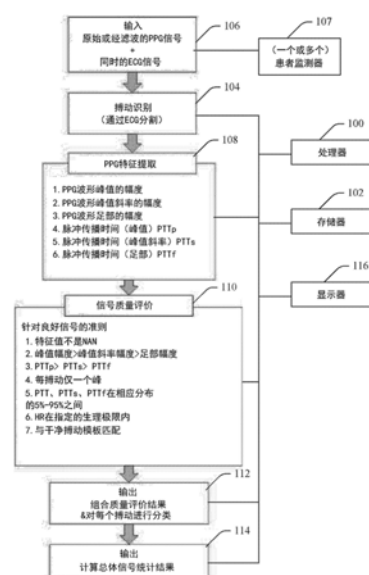 输入
原始或经滤波的PPG信号
+
同时的ECG信号
106
107
(一个或多个)
患者监测器
104
搏动识别
(通过ECG分割)
108
PPG特征提取
1.PPG波形峰值的幅度
2.PPG波形峰值斜率的幅度
3.PPG波形足部的幅度
4.脉冲传播时间(峰值)PTTp
5.脉冲传播时间(峰值斜率)PTTs
6.脉冲传播时间(足部)PTTf
100
处理器
102
存储器
116
显示器
110
信号质量评价
针对良好信号的准则
1.特征值不是NAN
2.峰值幅度>峰值斜率幅度>足部幅度
3.PTTp>PTTs>PTTf
4.每搏动仅一个峰
5.PTT、PTTs、PTTf在相应分布
的5%-95%之间
6.HR在指定的生理极限内
7.与干净搏动模板匹配
112
输出
组合质量评价结果
&对每个搏动进行分类
114
输出
计算总体信号统计结果